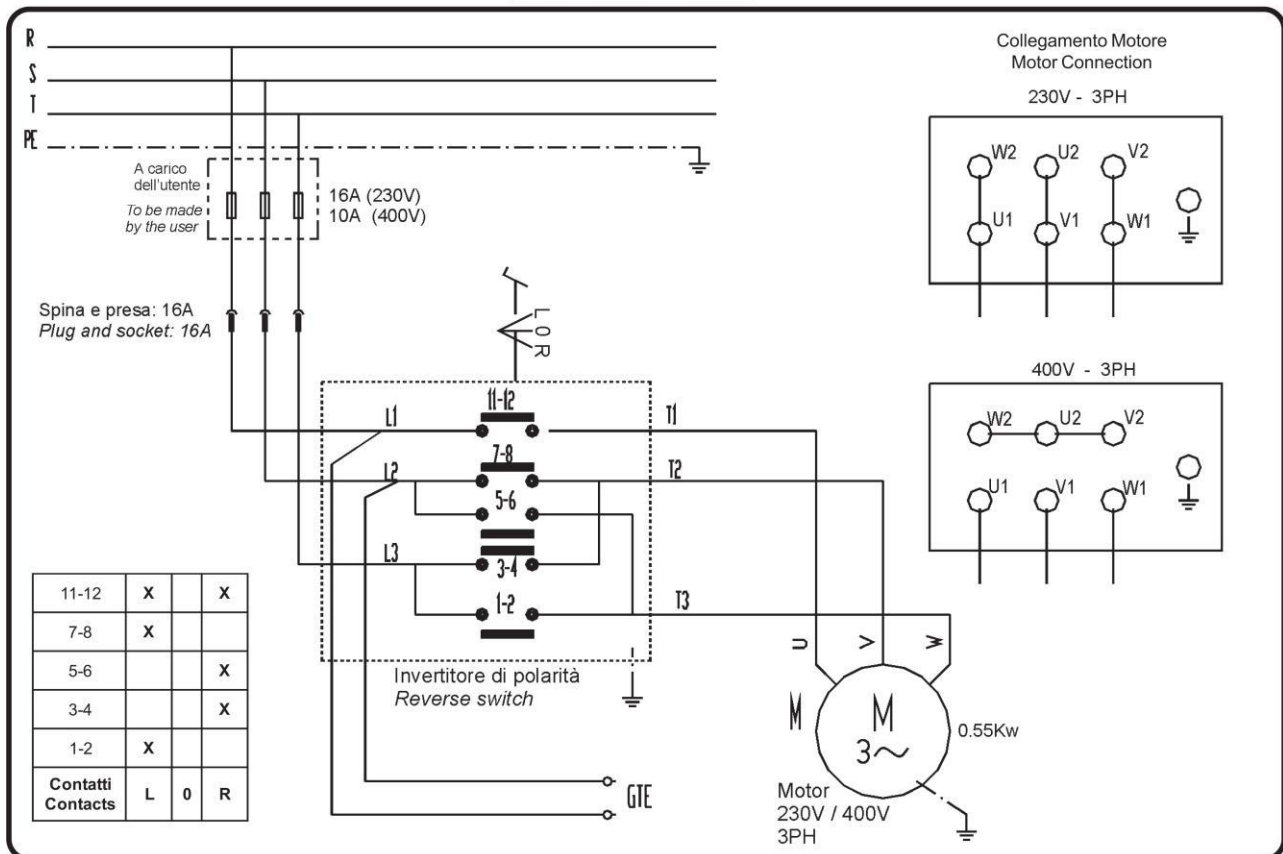 R
S
T
PE
A carico
dell'utente
To be made
by the user
16A (230V)
10A (400V)
Spina e presa: 16A
Plug and socket: 16A
L 0 R
L1
11-12
T1
7-8
L2
T2
5-6
L3
3-4
1-2
T3
Invertitore di polarità
Reverse switch
U V W
M
M
3~
0.55Kw
Motor
230V / 400V
3PH
GTE
11-12 X X
7-8 X
5-6 X
3-4 X
1-2 X
Contatti
Contacts L 0 R
Collegamento Motore
Motor Connection
230V - 3PH
W2 U2 V2
U1 V1 W1
400V - 3PH
W2 U2 V2
U1 V1 W1